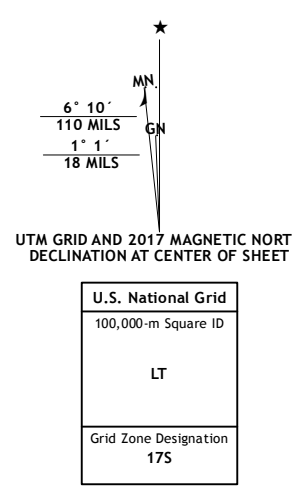 ★
MN
6° 10´
110 MILS
GN
1° 1´
18 MILS
UTM GRID AND 2017 MAGNETIC NORT
DECLINATION AT CENTER OF SHEET
U.S. National Grid
100,000-m Square ID
LT
Grid Zone Designation
17S